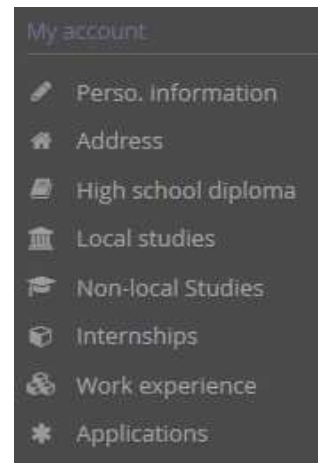 My account
Perso. information
Address
High school diploma
Local studies
Non-local Studies
Internships
Work experience
Applications